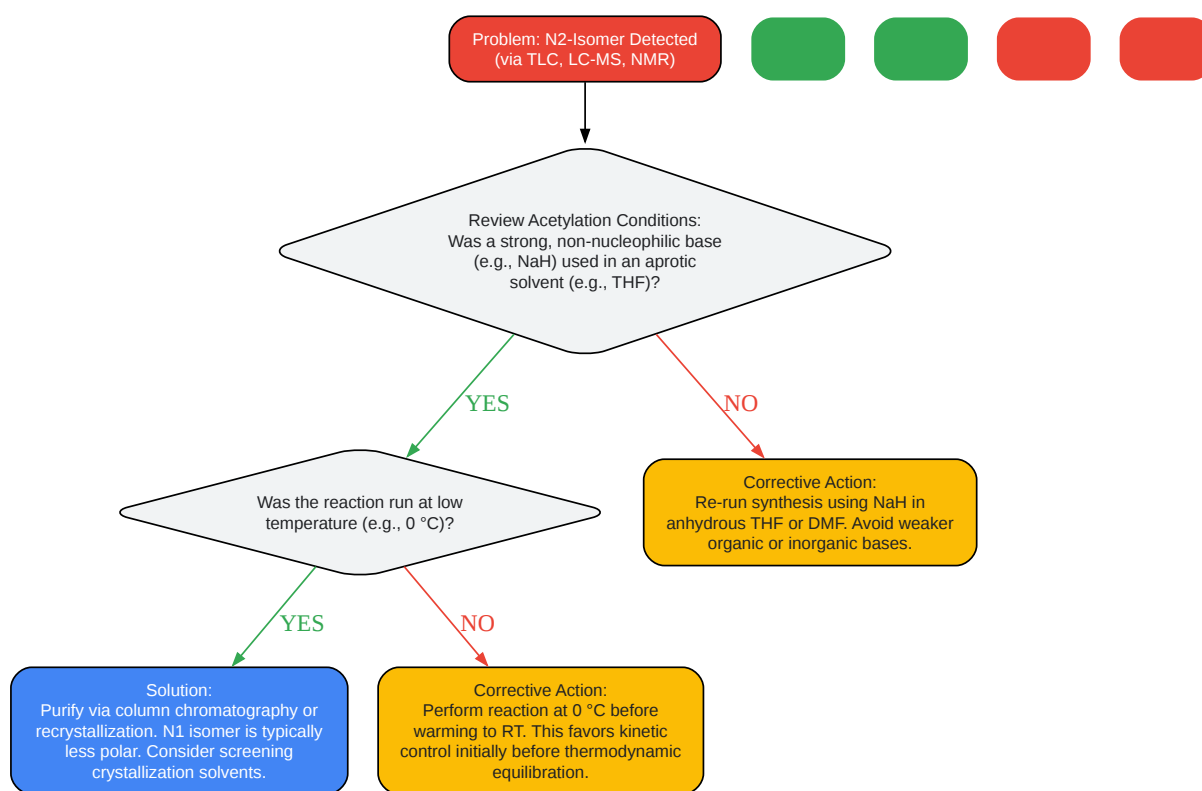 Problem: N2-Isomer Detected
(via TLC, LC-MS, NMR)
Review Acetylation Conditions:
Was a strong, non-nucleophilic base
(e.g., NaH) used in an aprotic
solvent (e.g., THF)?
YES
NO
Was the reaction run at low
temperature (e.g., 0 °C)?
Corrective Action:
Re-run synthesis using NaH in
anhydrous THF or DMF. Avoid weaker
organic or inorganic bases.
YES
NO
Solution:
Purify via column chromatography or
recrystallization. N1 isomer is typically
less polar. Consider screening
crystallization solvents.
Corrective Action:
Perform reaction at 0 °C before
warming to RT. This favors kinetic
control initially before thermodynamic
equilibration.